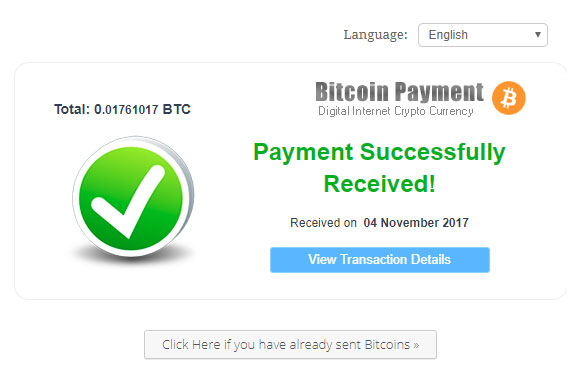 Language: English
Total: 0.01761017 BTC
Bitcoin Payment
Digital Internet Crypto Currency
Payment Successfully
Received!
Received on 04 November 2017
View Transaction Details
Click Here if you have already sent Bitcoins »